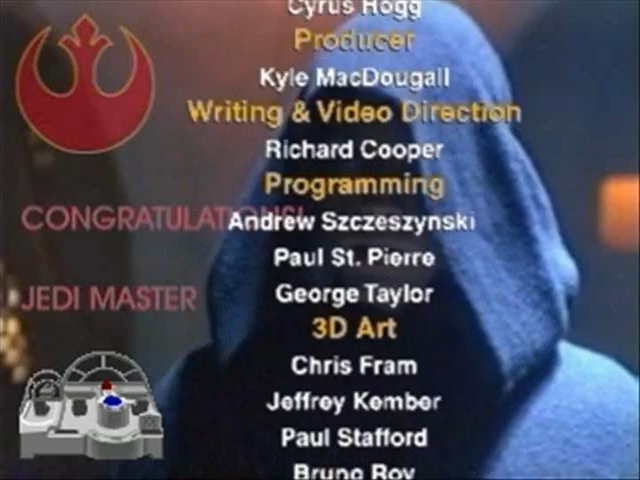 Cyrus Hogg
Producer
Kyle MacDougall
Writing & Video Direction
Richard Cooper
Programming
CONGRATULATIONS!
Andrew Szczeszynski
Paul St. Pierre
JEDI MASTER
George Taylor
3D Art
Chris Fram
Jeffrey Kember
Paul Stafford
Bruno Roy